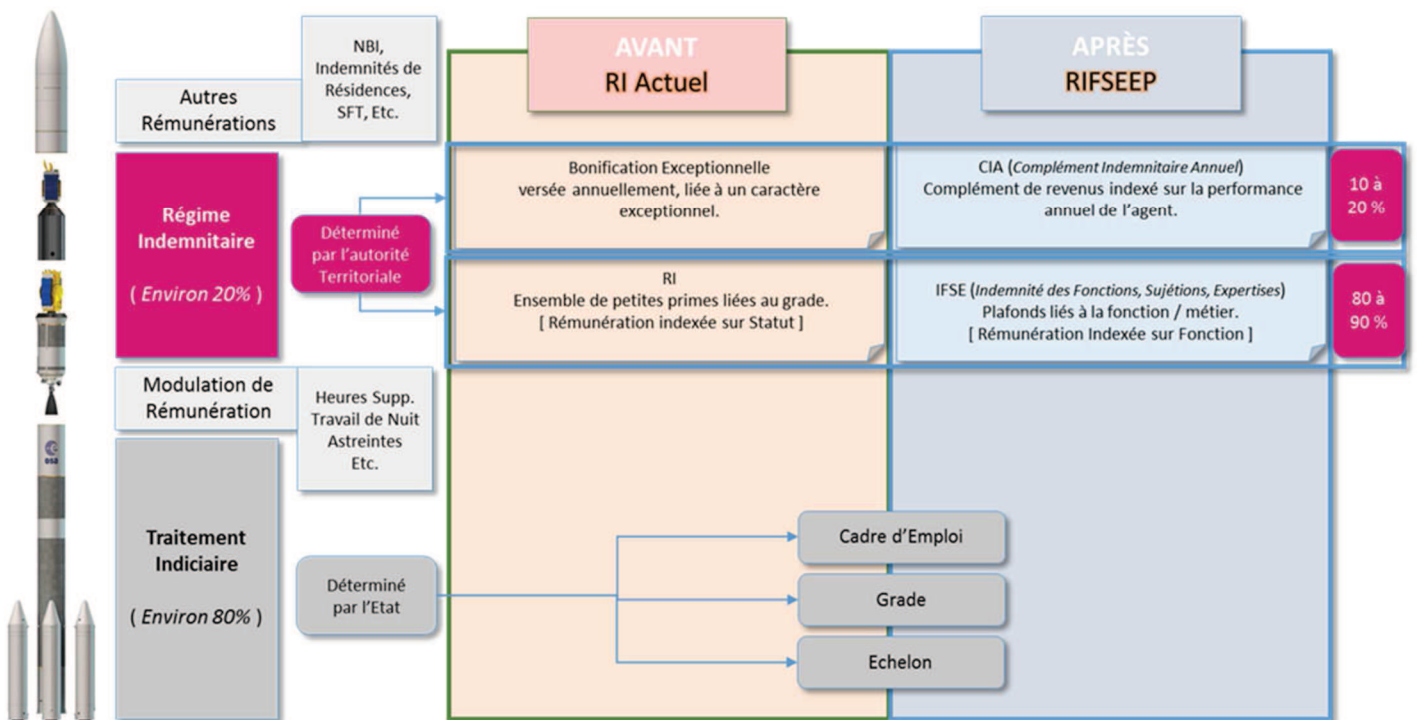 NBI,
Indemnités de
Résidences,
SFT, Etc.
AVANT
RI Actuel
APRÈS
RIFSEEP
Autres
Rémunérations
Régime
Indemnitaire
( Environ 20% )
Déterminé
par l'autorité
Territoriale
Bonification Exceptionnelle
versée annuellement, liée à un caractère
exceptionnel.
CIA (Complément Indemnitaire Annuel)
Complément de revenus indexé sur la performance
annuel de l'agent.
10 à
20 %
RI
Ensemble de petites primes liées au grade.
[ Rémunération indexée sur Statut ]
IFSE (Indemnité des Fonctions, Sujétions, Expertises)
Plafonds liés à la fonction / métier.
[ Rémunération Indexée sur Fonction ]
80 à
90 %
Modulation de
Rémunération
Heures Supp.
Travail de Nuit
Astreintes
Etc.
esa
Traitement
Indiciaire
( Environ 80% )
Déterminé
par l'Etat
Cadre d'Emploi
Grade
Echelon